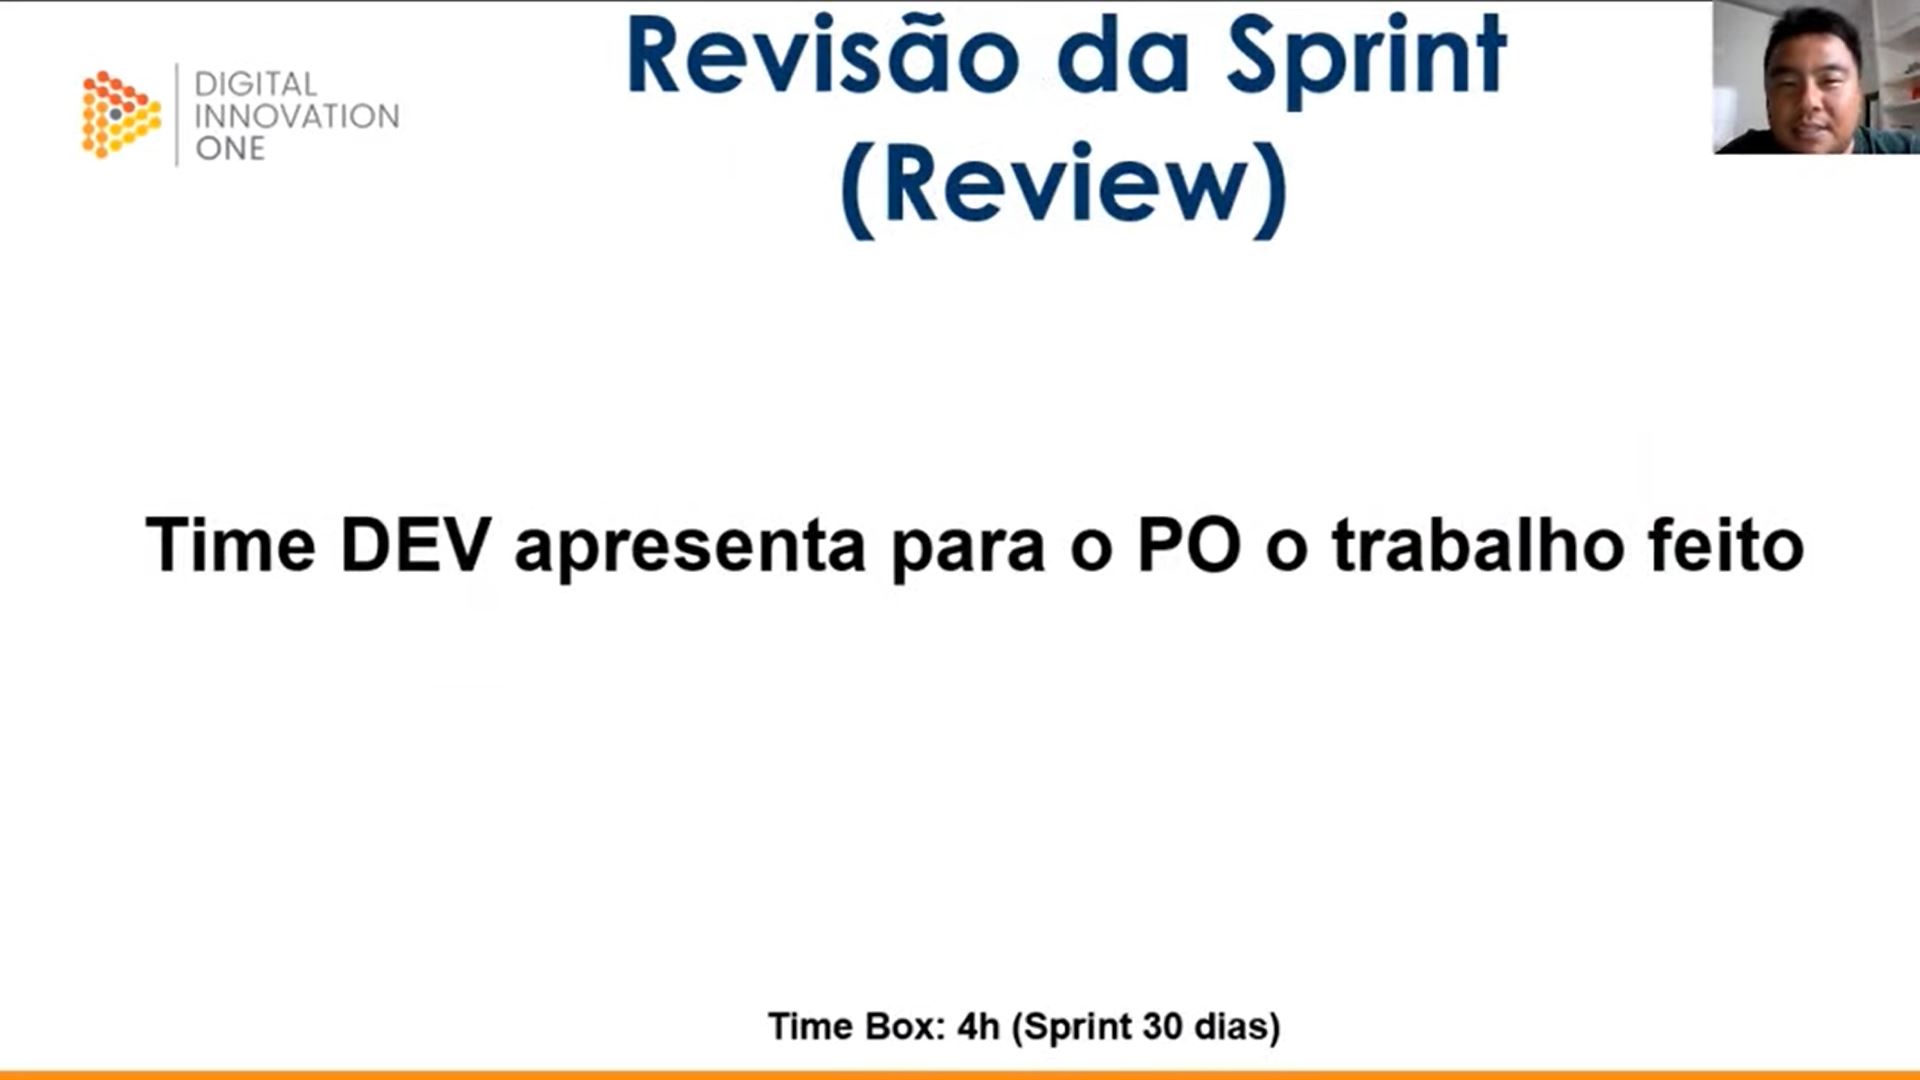 Revisão da Sprint
(Review)
DIGITAL
INNOVATION
ONE
Time DEV apresenta para o PO o trabalho feito
Time Box: 4h (Sprint 30 dias)